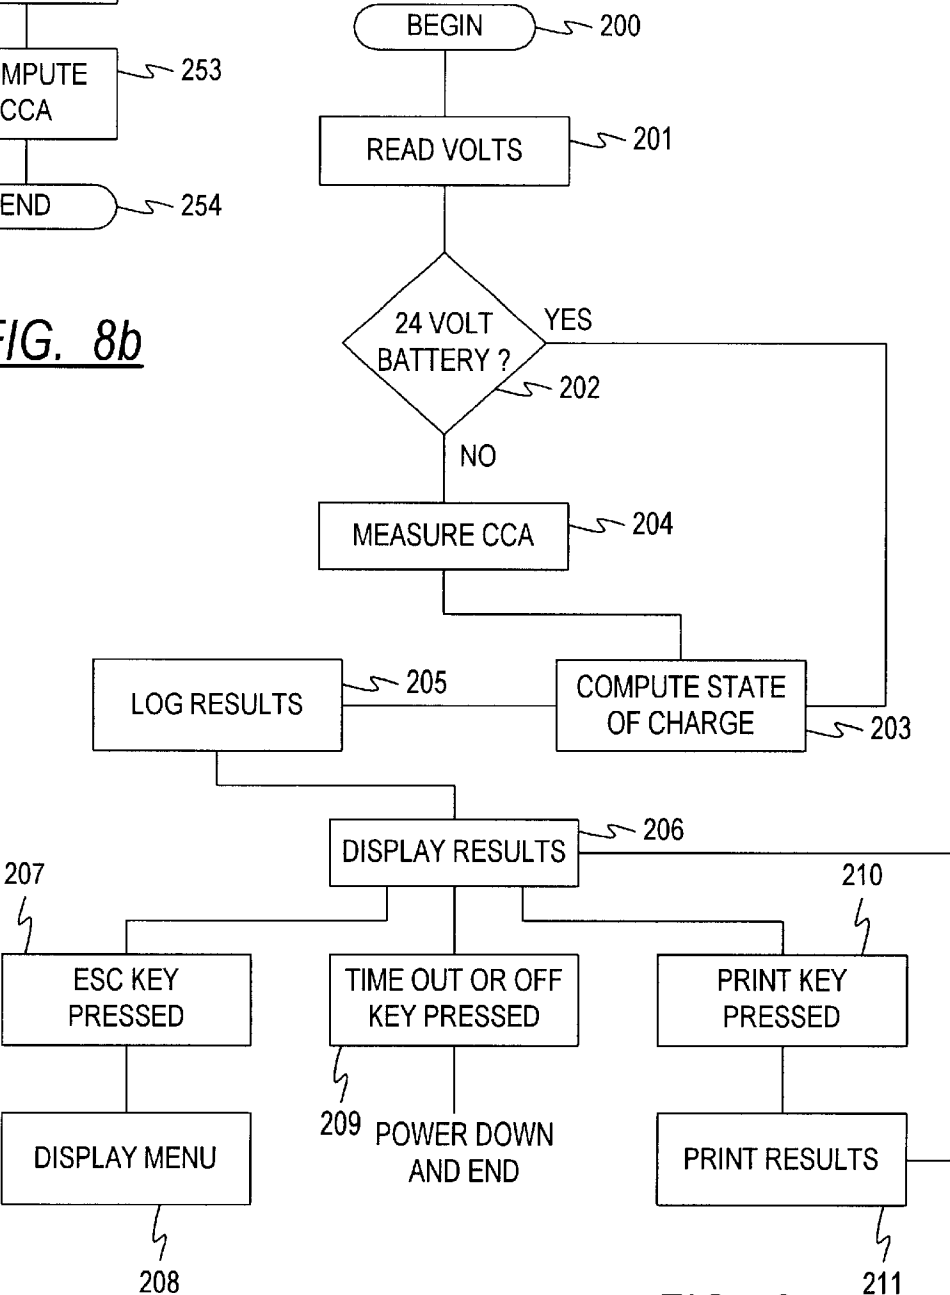 MPUTE
CCA
253
END
254
FIG. 8b
BEGIN
200
READ VOLTS
201
24 VOLT
BATTERY ?
202
YES
NO
MEASURE CCA
204
COMPUTE STATE
OF CHARGE
203
LOG RESULTS
205
DISPLAY RESULTS
206
207
ESC KEY
PRESSED
TIME OUT OR OFF
KEY PRESSED
209
210
PRINT KEY
PRESSED
DISPLAY MENU
208
POWER DOWN
AND END
PRINT RESULTS
211